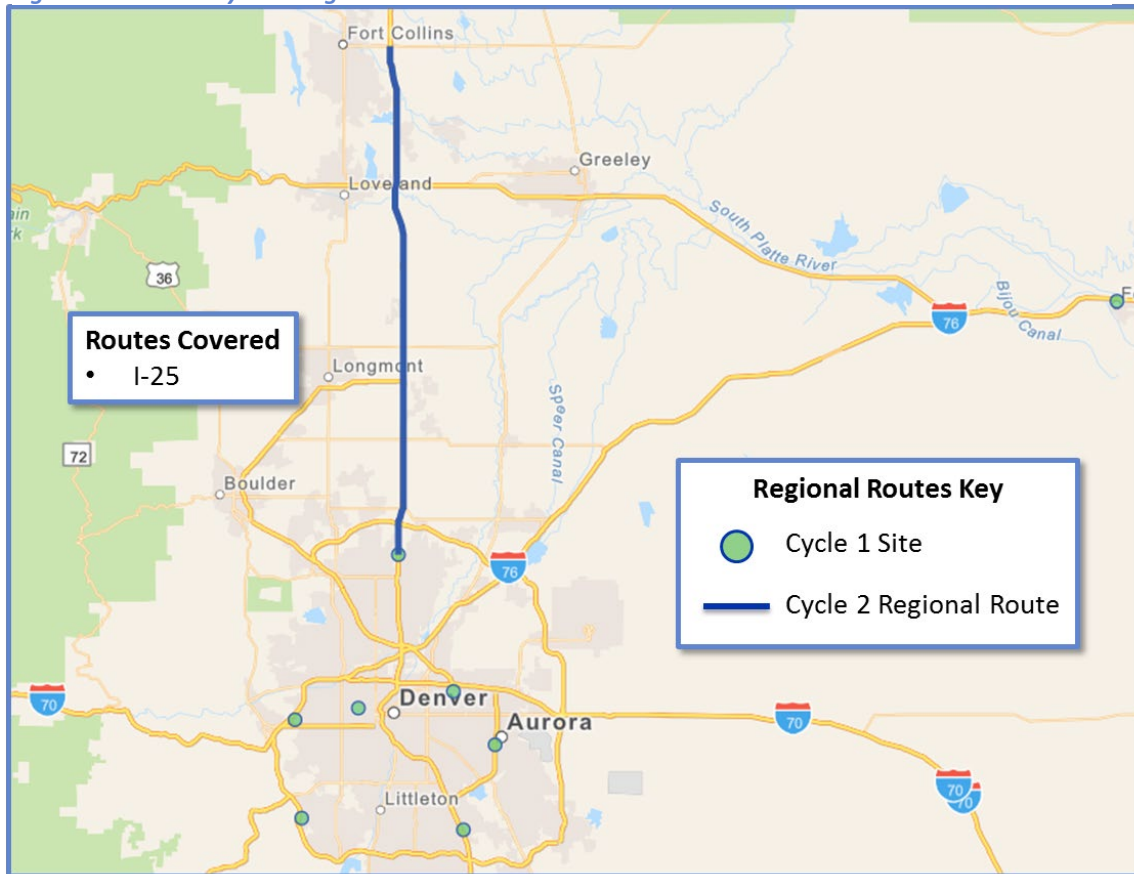 Fort Collins
Greeley
Loveland
South Platte River
36
Bijou Canal
76
Routes Covered
• I-25
Longmont
Speer Canal
72
Boulder
Regional Routes Key
Cycle 1 Site
Cycle 2 Regional Route
76
70
Denver
Aurora
70
Littleton
70
70